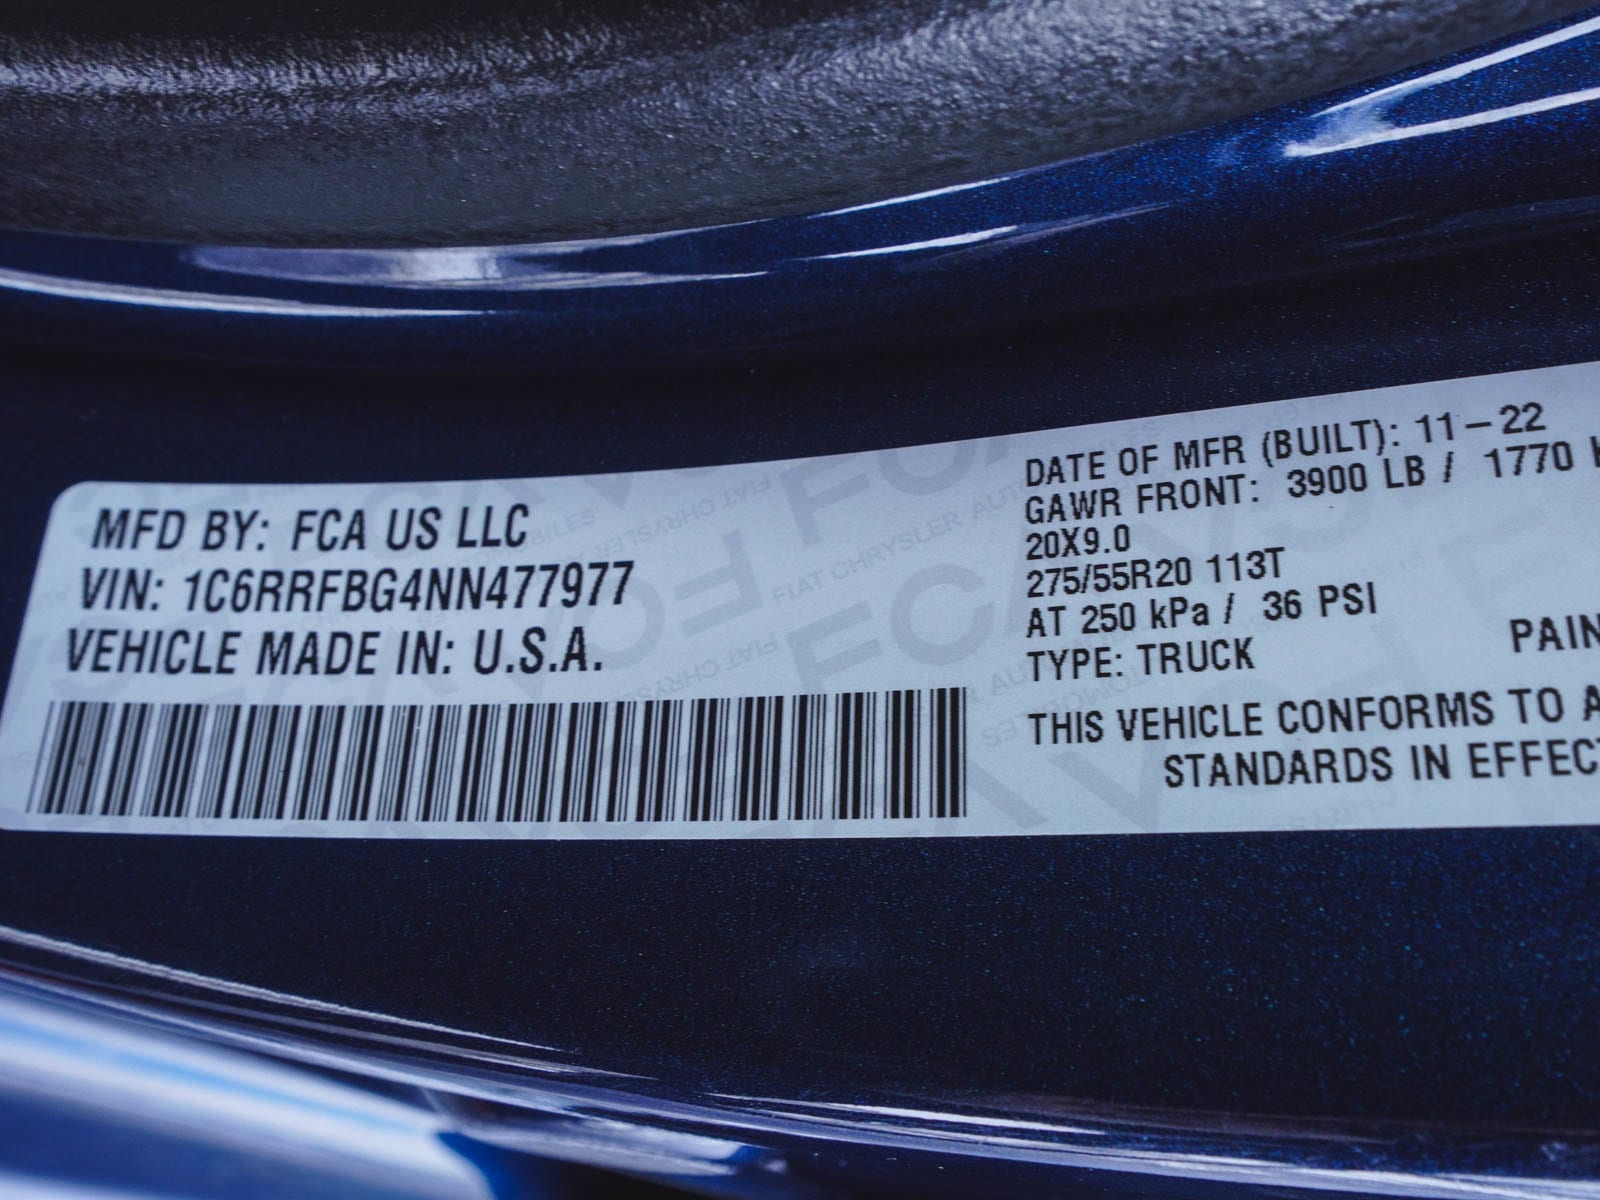 MFD BY: FCA US LLC
VIN: 1C6RRFBG4NN477977
VEHICLE MADE IN: U.S.A.
DATE OF MFR (BUILT): 11-22
GAWR FRONT: 3900 LB / 1770
20X9.0
275/55R20 113T
AT 250 kPa / 36 PSI
TYPE: TRUCK
PAIN
THIS VEHICLE CONFORMS TO A
STANDARDS IN EFFEC